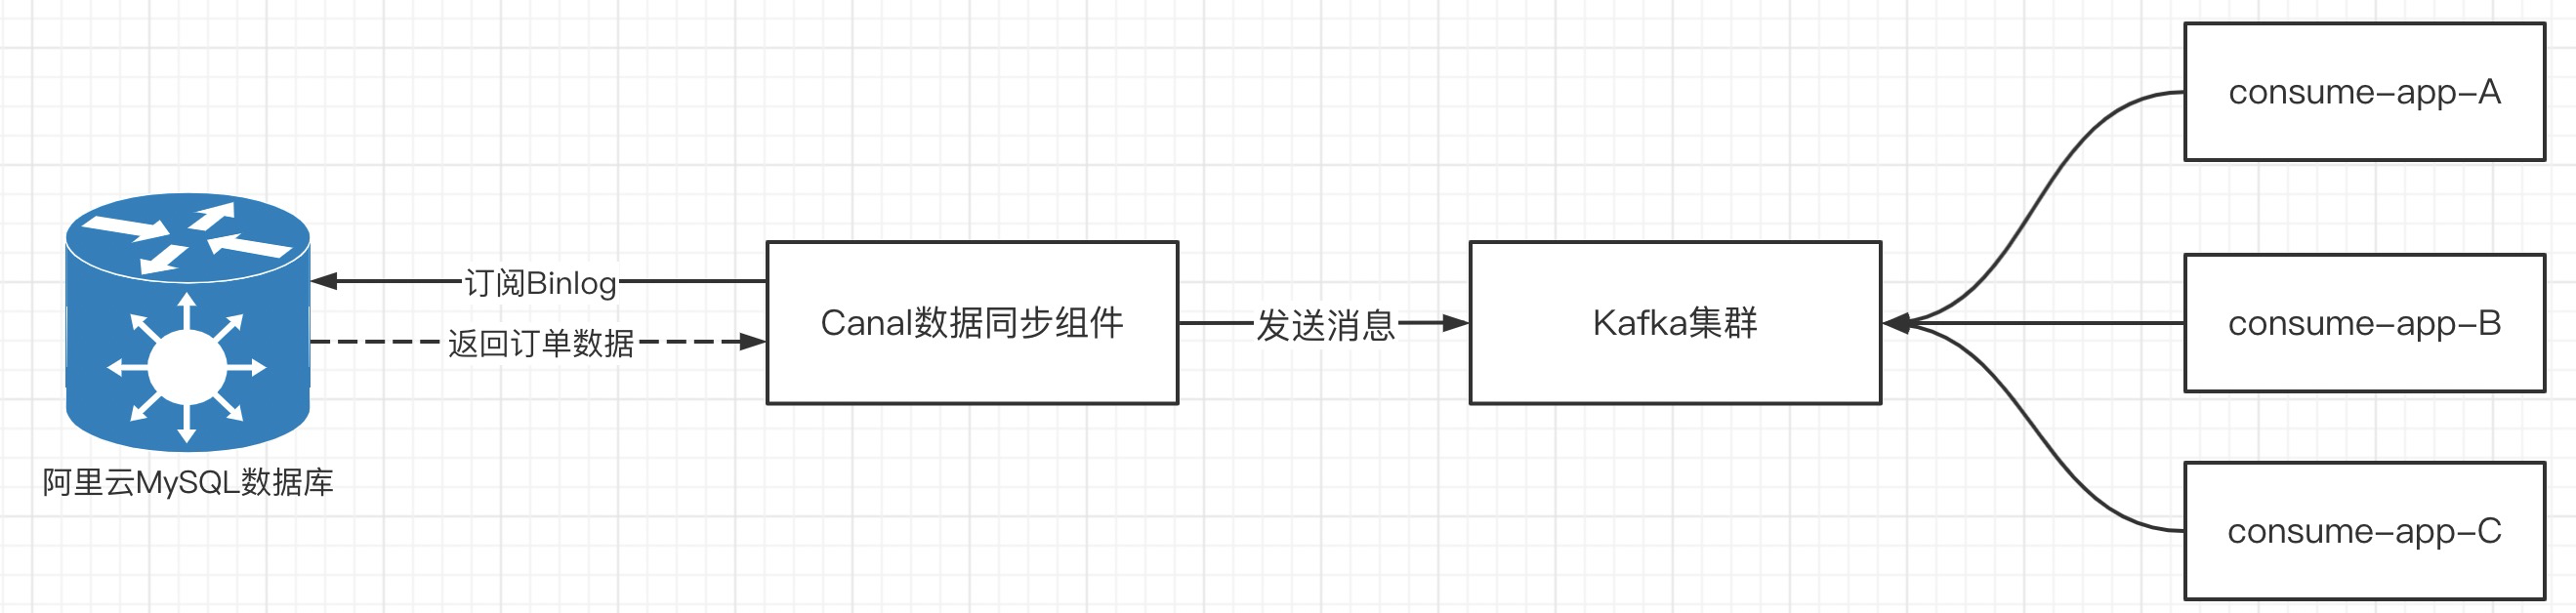 阿里云MySQL数据库
订阅Binlog
返回订单数据
Canal数据同步组件
发送消息
Kafka集群
consume-app-A
consume-app-B
consume-app-C